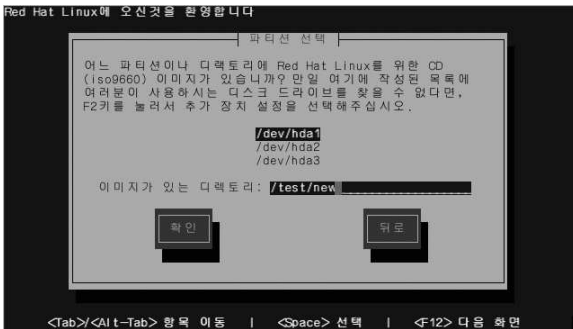 Red Hat Linux에 오신것을 환영합니다
파티션 선택
어느 파티션이나 디랙토리에 Red Hat Linux를 위한 CD
(iso9660) 이미지가 있습니까? 만일 여기에 작성된 목록에
여러분이 사용하시는 디스크 드라이브를 찾을 수 없다면,
F2키를 눌러서 추가 장치 설정을 선택해주십시오.
/dev/hda1
/dev/hda2
/dev/hda3
이미지가 있는 디렉토리: /test/new
확인 뒤로
<Tab>/<Alt-Tab> 항목 이동 | <Space> 선택 | <F12> 다음 화면